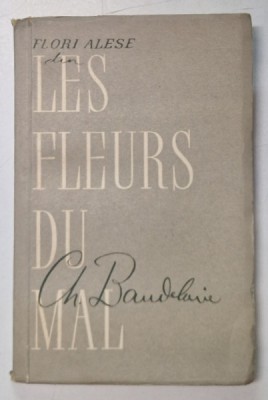 FLORI ALESE
din
LES
FLEURS
DU
Ch. Baudelaire
MAL